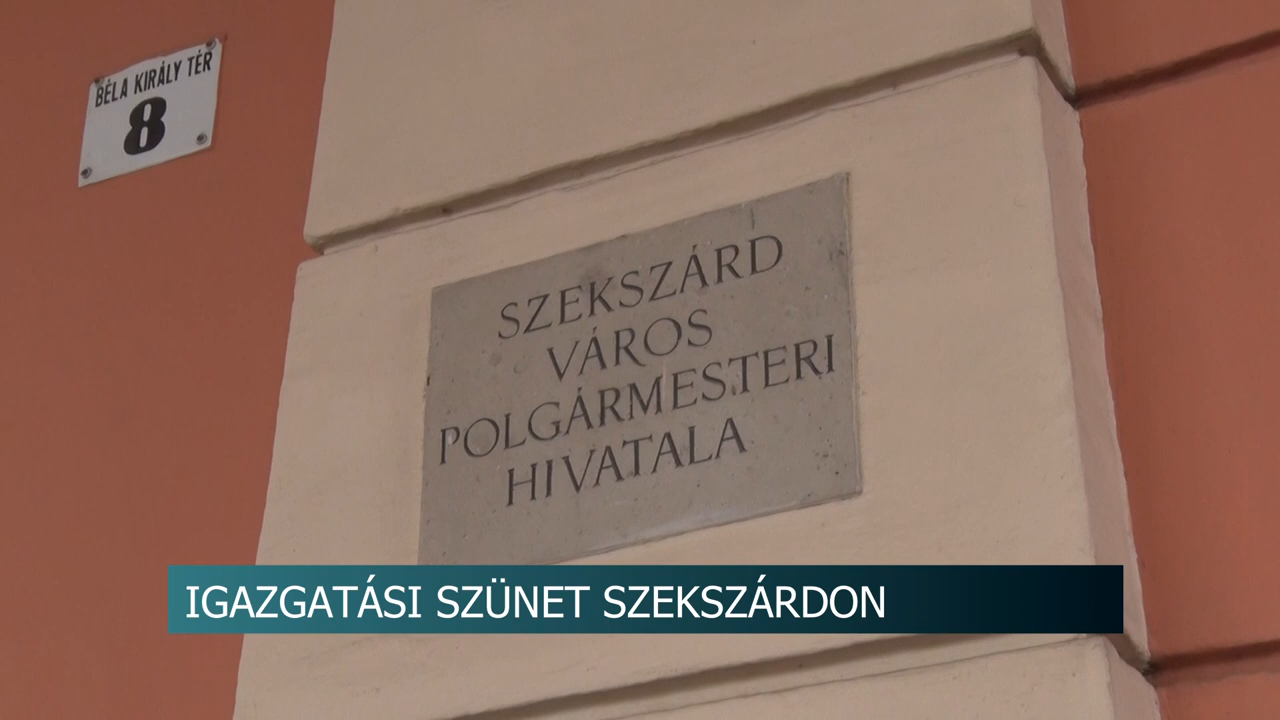 BÉLA KIRÁLY TÉR
8
SZEKSZÁRD
VÁROS
POLGÁRMESTERI
HIVATALA
IGAZGATÁSI SZÜNET SZEKSZÁRDON